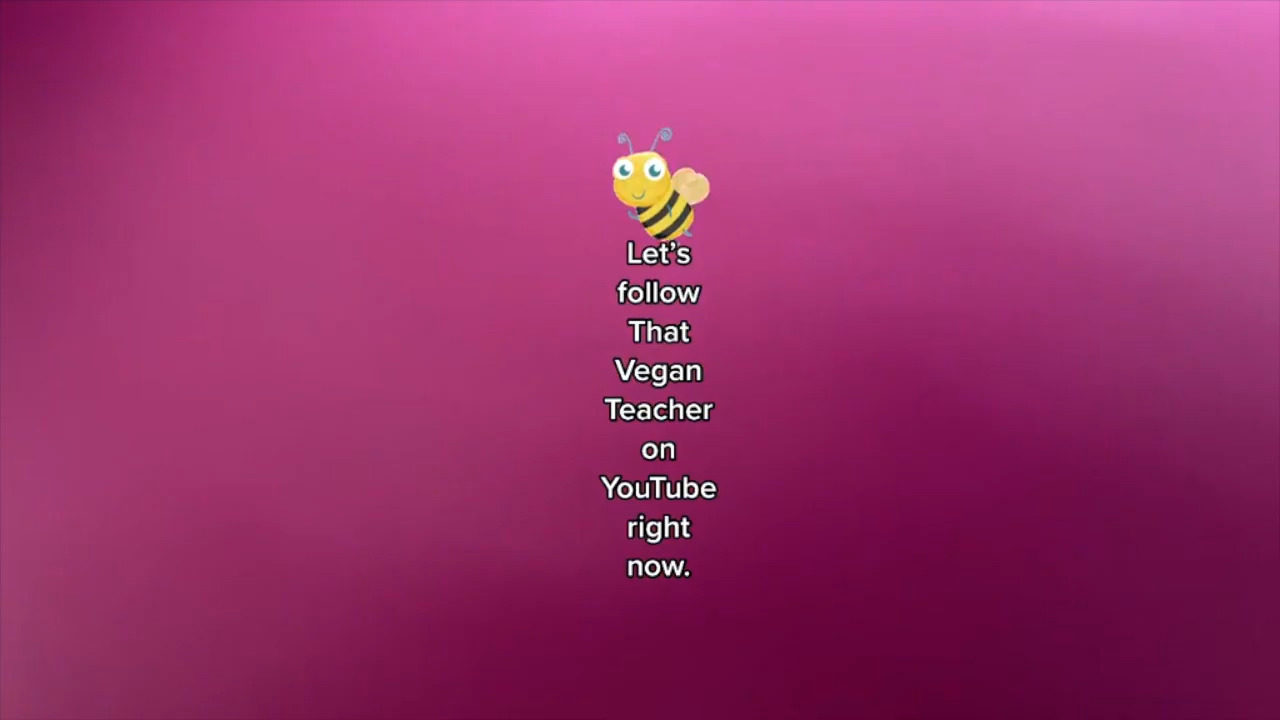 Let’s
follow
That
Vegan
Teacher
on
YouTube
right
now.